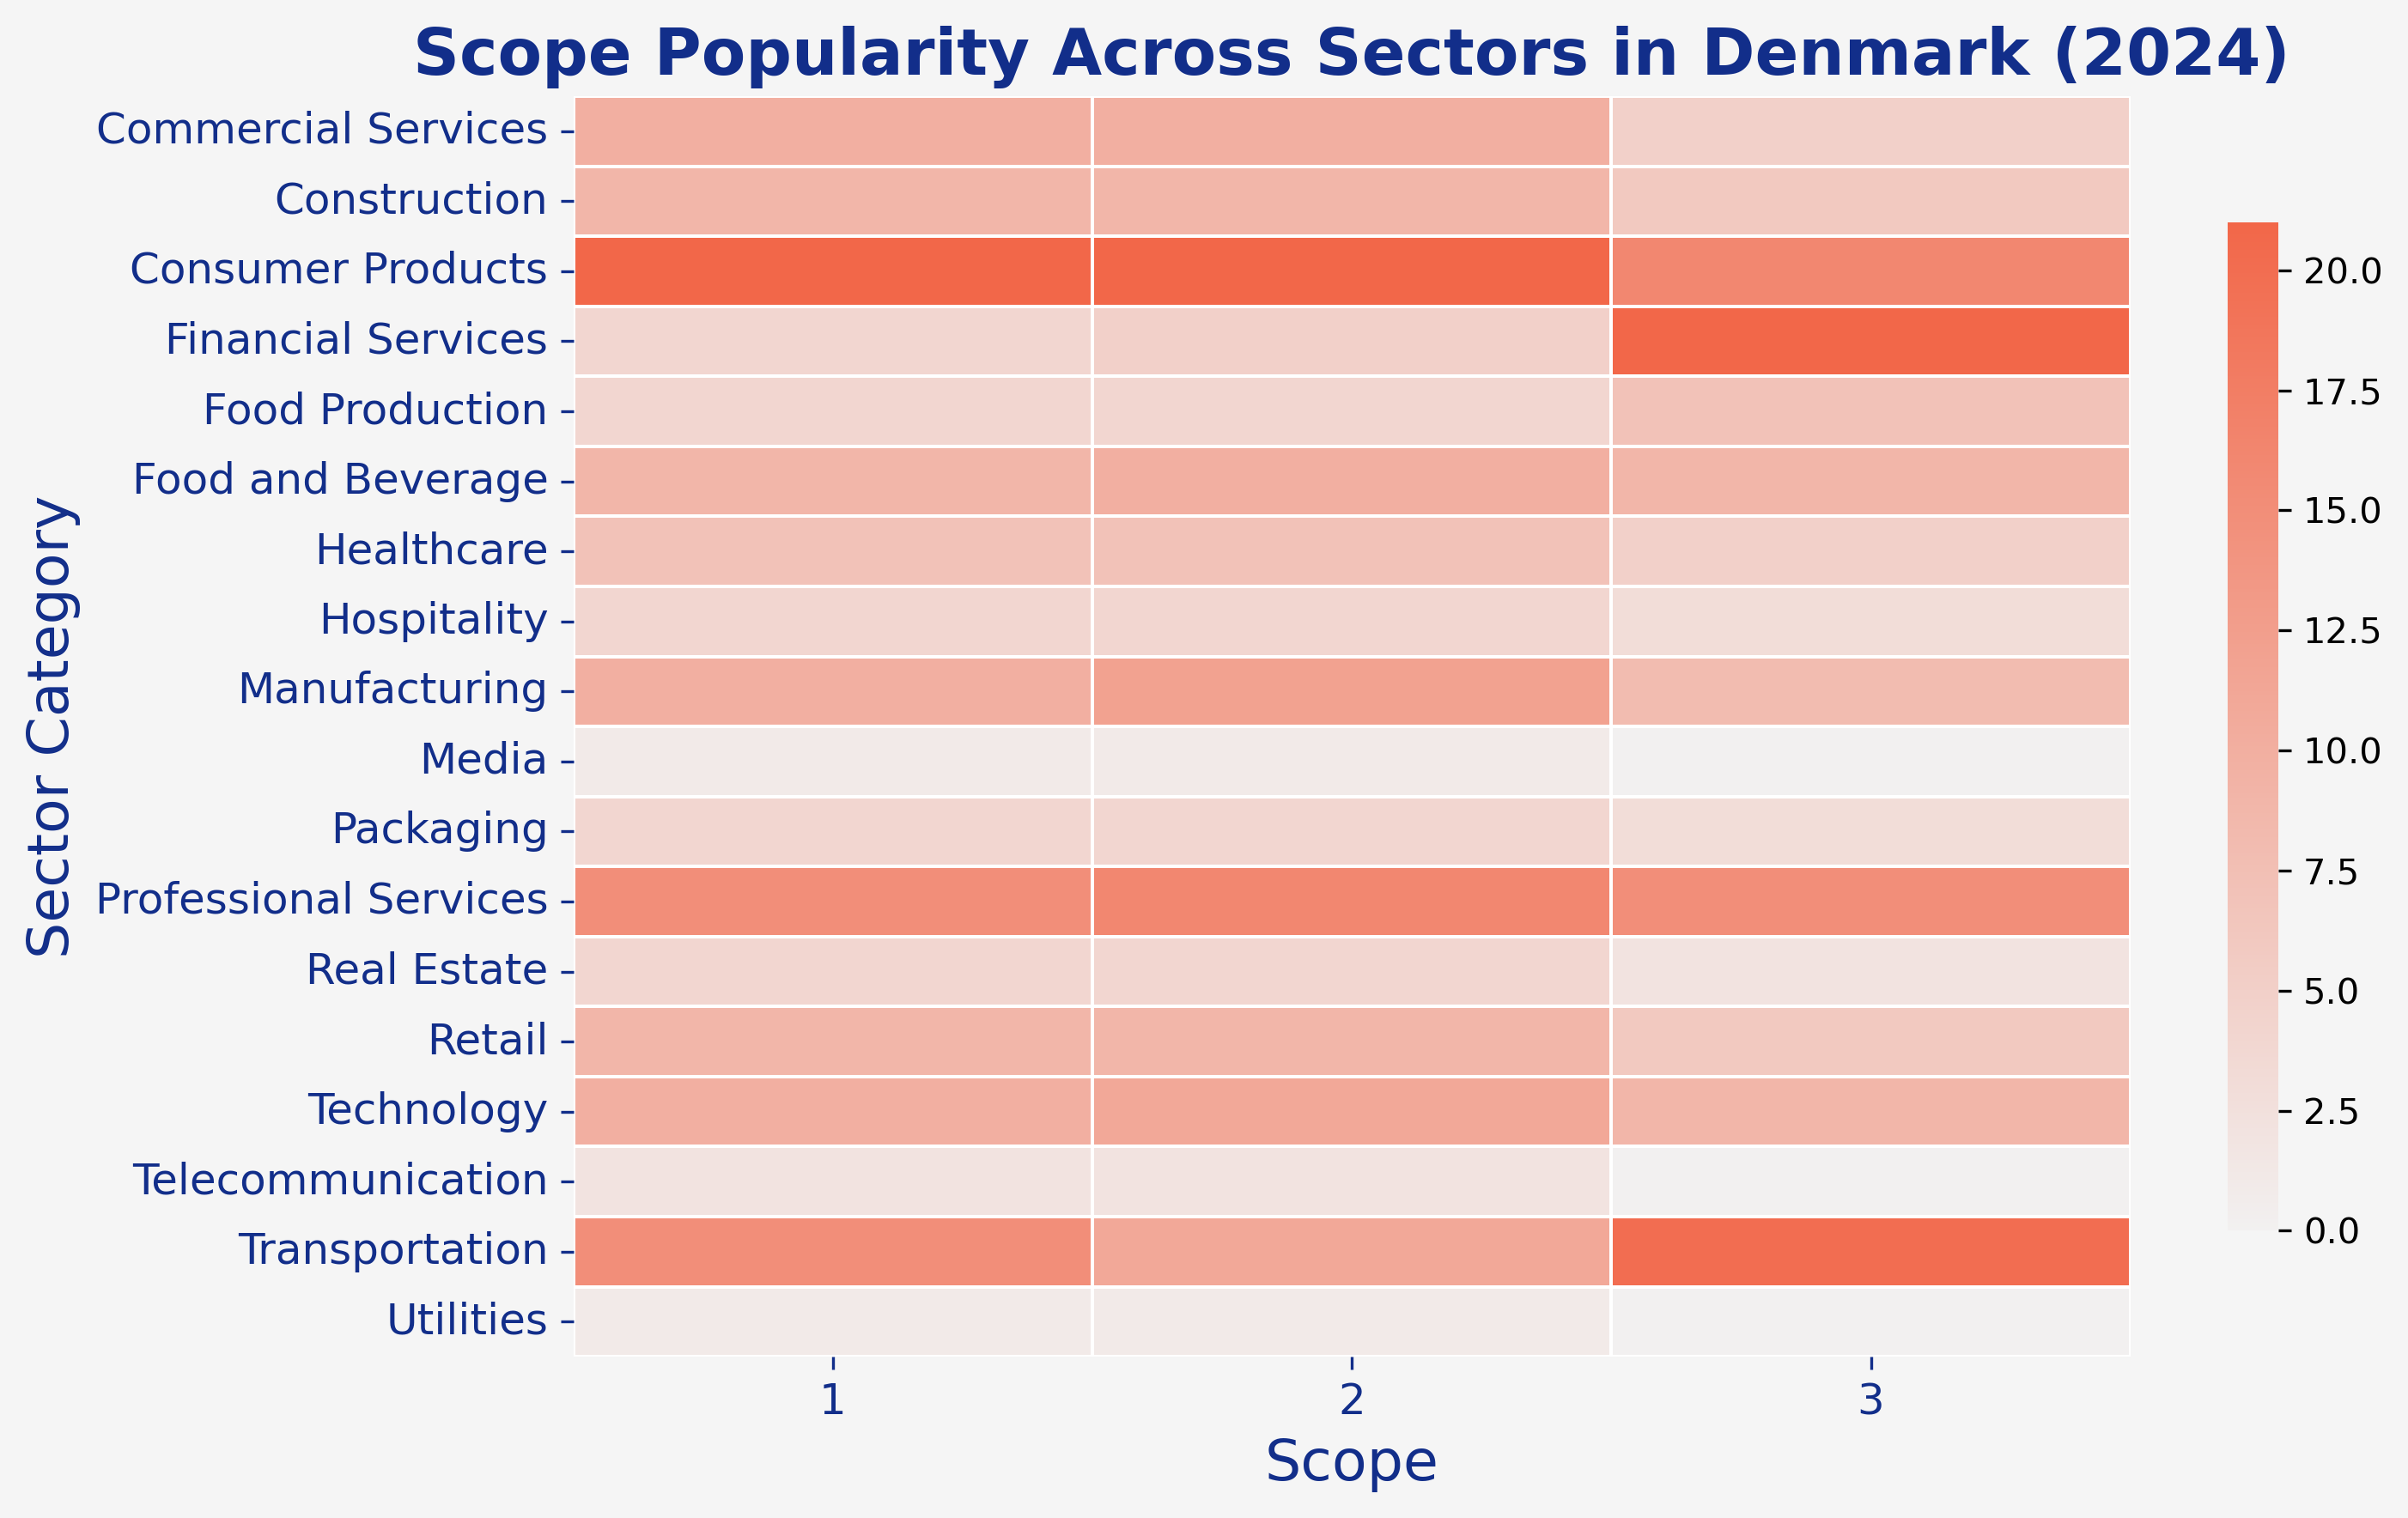 Scope Popularity Across Sectors in Denmark (2024)
Sector Category
Commercial Services
Construction
Consumer Products
Financial Services
Food Production
Food and Beverage
Healthcare
Hospitality
Manufacturing
Media
Packaging
Professional Services
Real Estate
Retail
Technology
Telecommunication
Transportation
Utilities
1 2 3
Scope
20.0
17.5
15.0
12.5
10.0
7.5
5.0
2.5
0.0